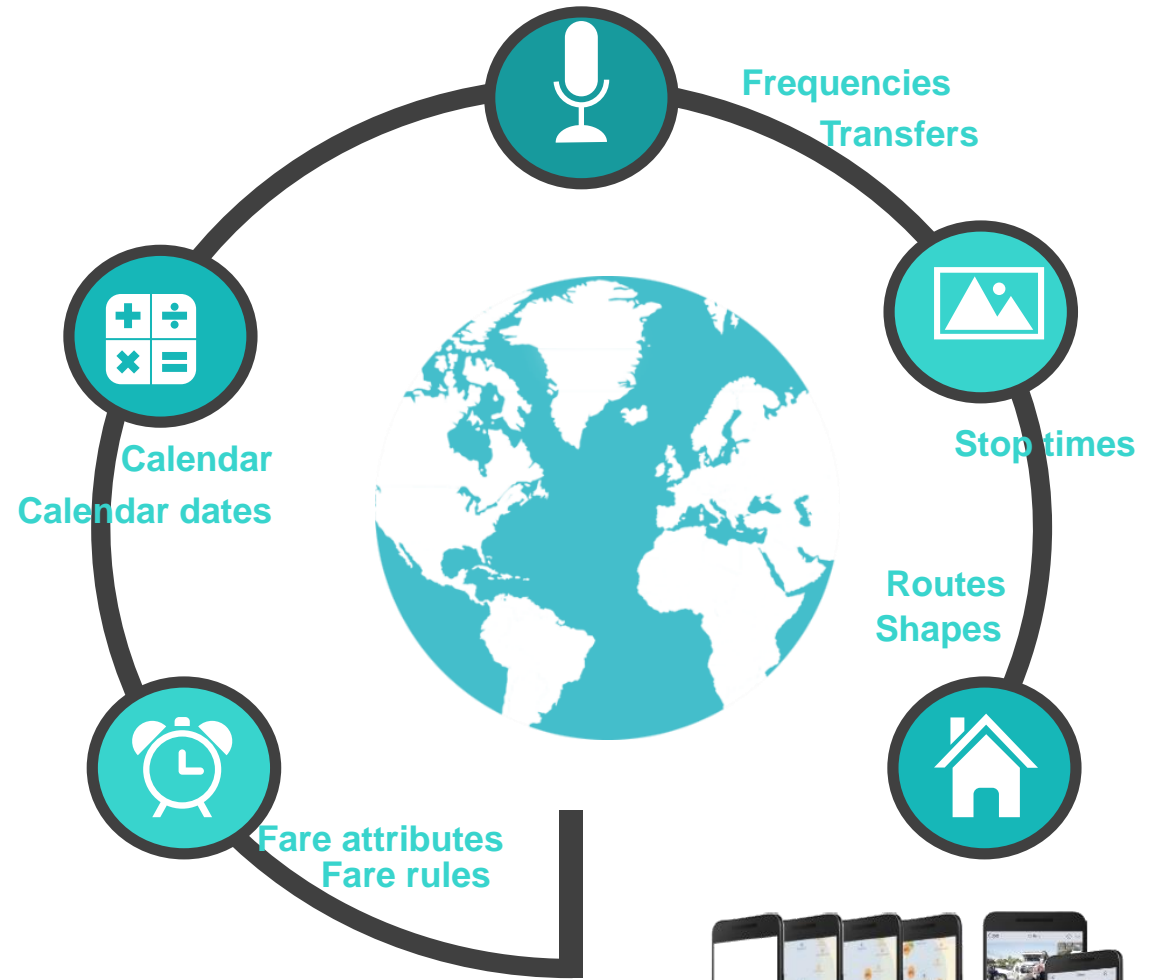 Frequencies
Transfers
Stop times
Calendar
Calendar dates
Routes
Shapes
Fare attributes
Fare rules